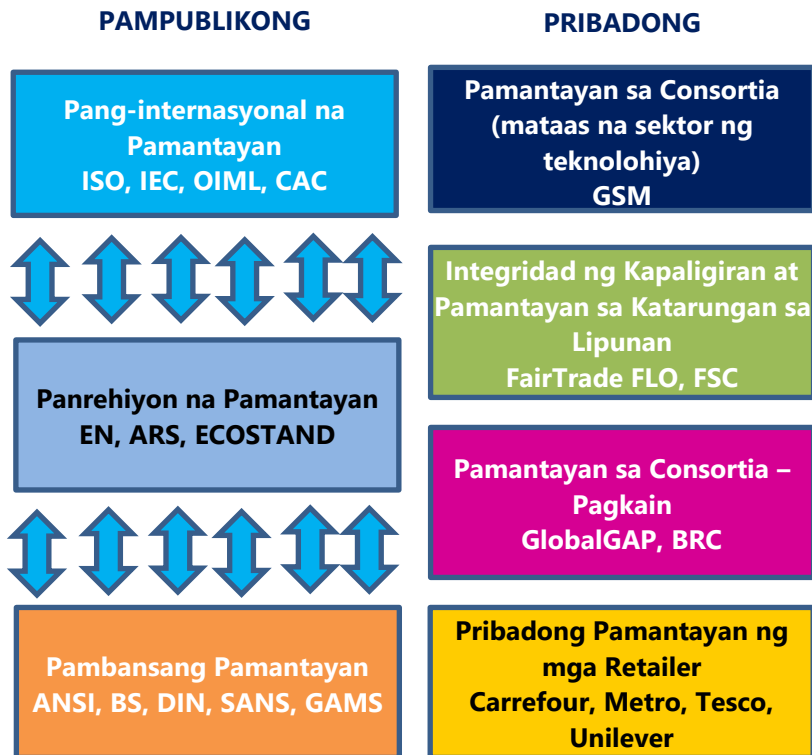 PAMPUBLIKONG
Pang-internasyonal na
Pamantayan
ISO, IEC, OIML, CAC
Panrehiyon na Pamantayan
EN, ARS, ECOSTAND
Pambansang Pamantayan
ANSI, BS, DIN, SANS, GAMS
PRIBADONG
Pamantayan sa Consortia
(mataas na sektor ng
teknolohiya)
GSM
Integridad ng Kapaligiran at
Pamantayan sa Katarungan sa
Lipunan
FairTrade FLO, FSC
Pamantayan sa Consortia –
Pagkain
GlobalGAP, BRC
Pribadong Pamantayan ng
mga Retailer
Carrefour, Metro, Tesco,
Unilever